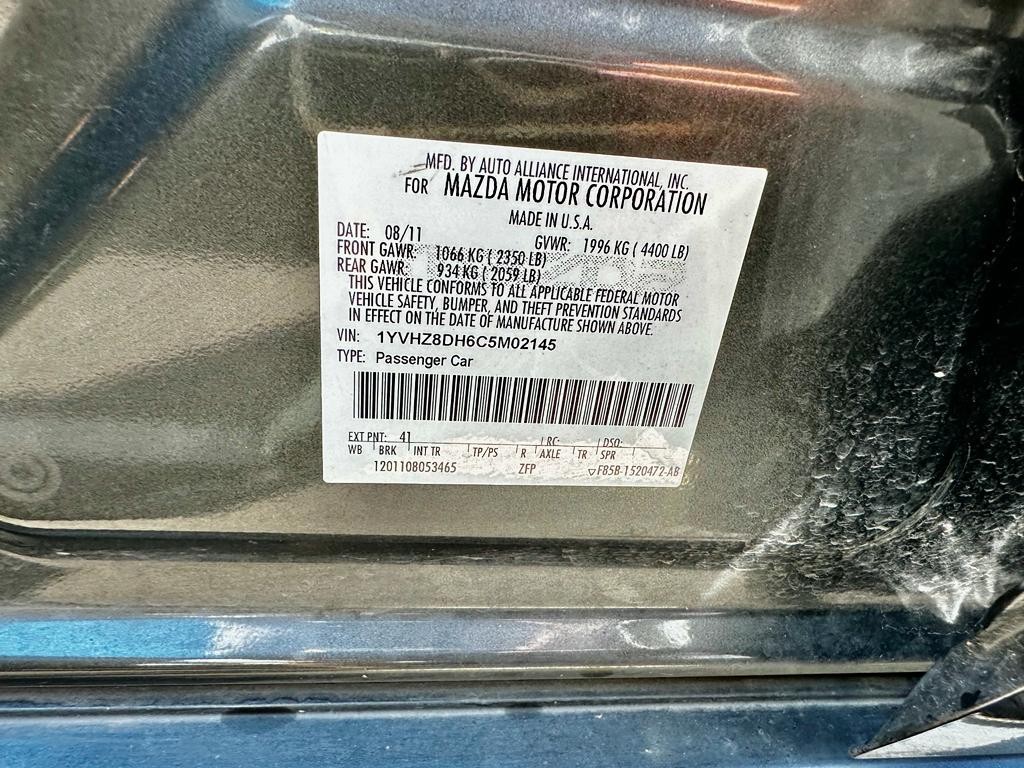 MFD. BY AUTO ALLIANCE INTERNATIONAL, INC.
FOR MAZDA MOTOR CORPORATION
MADE IN U.S.A.
DATE: 08/11 GVWR: 1996 KG ( 4400 LB)
FRONT GAWR: 1066 KG ( 2350 LB)
REAR GAWR: 934 KG ( 2059 LB)
THIS VEHICLE CONFORMS TO ALL APPLICABLE FEDERAL MOTOR
VEHICLE SAFETY, BUMPER, AND THEFT PREVENTION STANDARDS
IN EFFECT ON THE DATE OF MANUFACTURE SHOWN ABOVE.
VIN: 1YVHZ8DH6C5M02145
TYPE: Passenger Car
EXT PNT: 41 RC: DSO:
WB BRK INT TR TP/PS R AXLE TR SPR
1201108053465 ZFP ▽F85B-1520472-AB